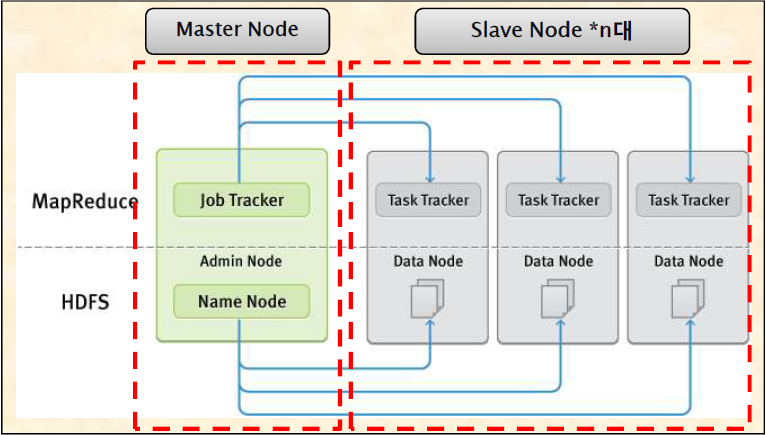 Master Node
Slave Node *n대
MapReduce
Job Tracker
Task Tracker
Task Tracker
Task Tracker
Admin Node
Data Node
Data Node
Data Node
HDFS
Name Node